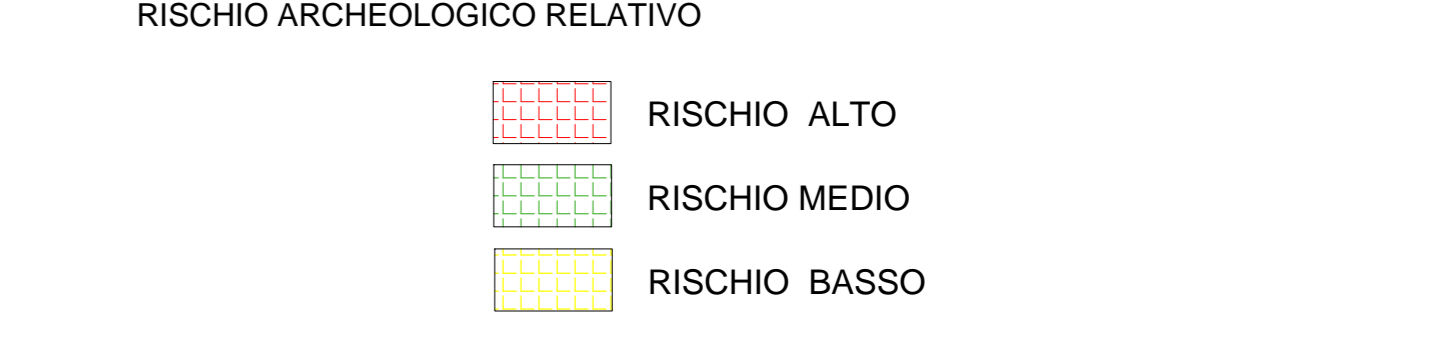 RISCHIO ARCHEOLOGICO RELATIVO
RISCHIO ALTO
RISCHIO MEDIO
RISCHIO BASSO